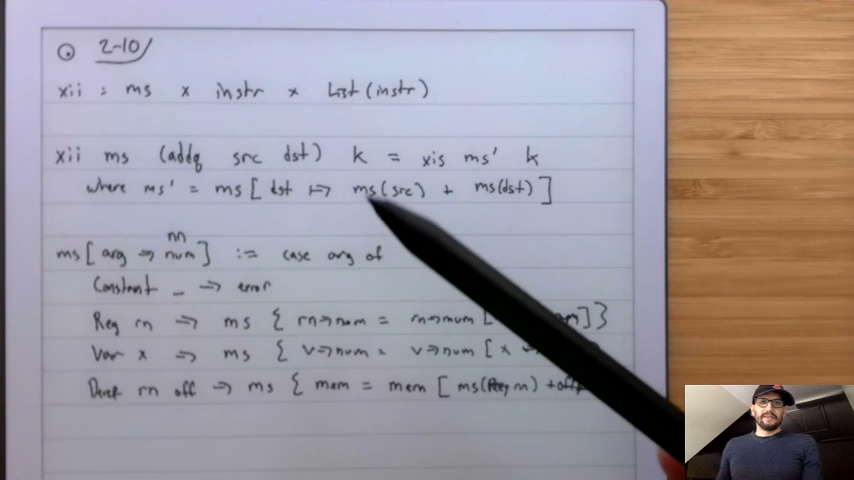 2-10/
xii = ms x instr x List(instr)
xii ms (addq src dst) k = xis ms' k
where ms' = ms[ dst ↦ ms(src) + ms(dst) ]
nn
ms[ arg → num ] := case arg of
Constant _ → error
Reg rn => ms { rn→num = rn→num [
Var x => ms { v→num = v→num [ x
Deref rn off => ms { mem = mem [ ms(Reg rn) + off